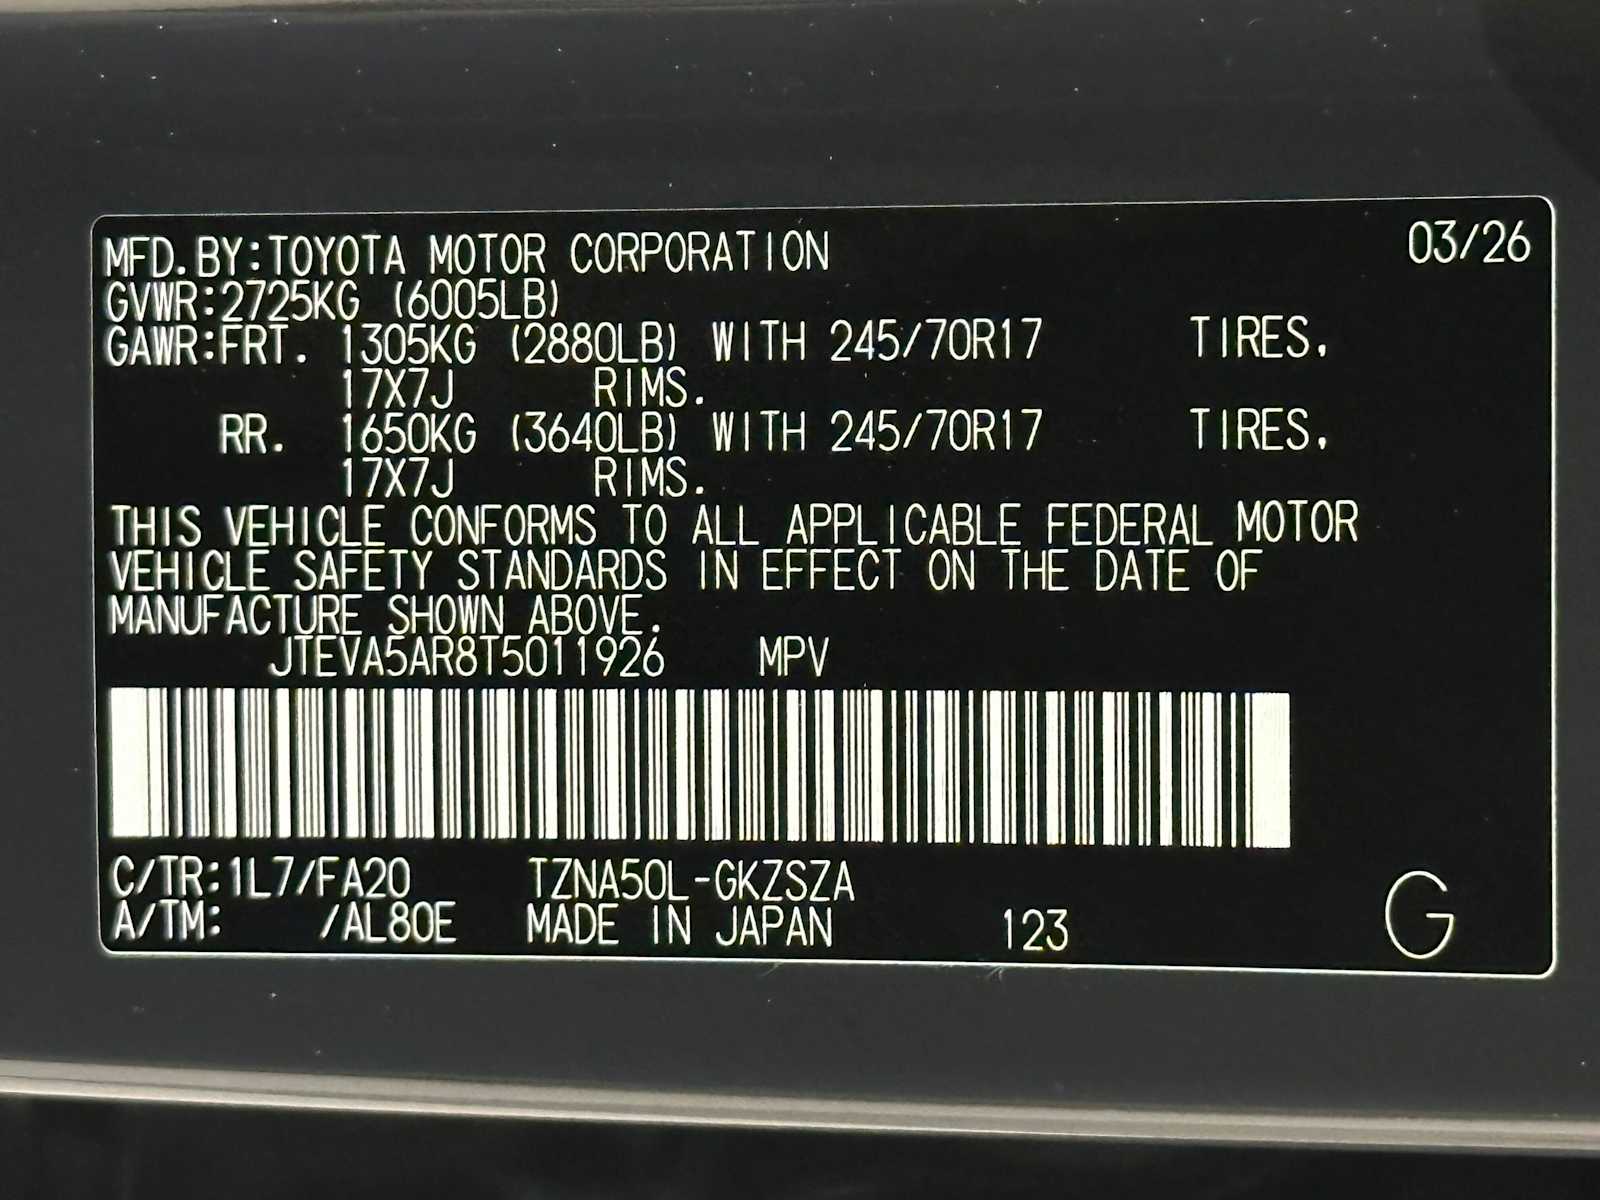 MFD.BY:TOYOTA MOTOR CORPORATION 03/26
GVWR:2725KG (6005LB)
GAWR:FRT. 1305KG (2880LB) WITH 245/70R17 TIRES,
17X7J RIMS.
RR. 1650KG (3640LB) WITH 245/70R17 TIRES,
17X7J RIMS.
THIS VEHICLE CONFORMS TO ALL APPLICABLE FEDERAL MOTOR
VEHICLE SAFETY STANDARDS IN EFFECT ON THE DATE OF
MANUFACTURE SHOWN ABOVE.
JTEVA5AR8T5011926 MPV
C/TR:1L7/FA20 TZNA50L-GKZSZA
A/TM: /AL80E MADE IN JAPAN 123 G